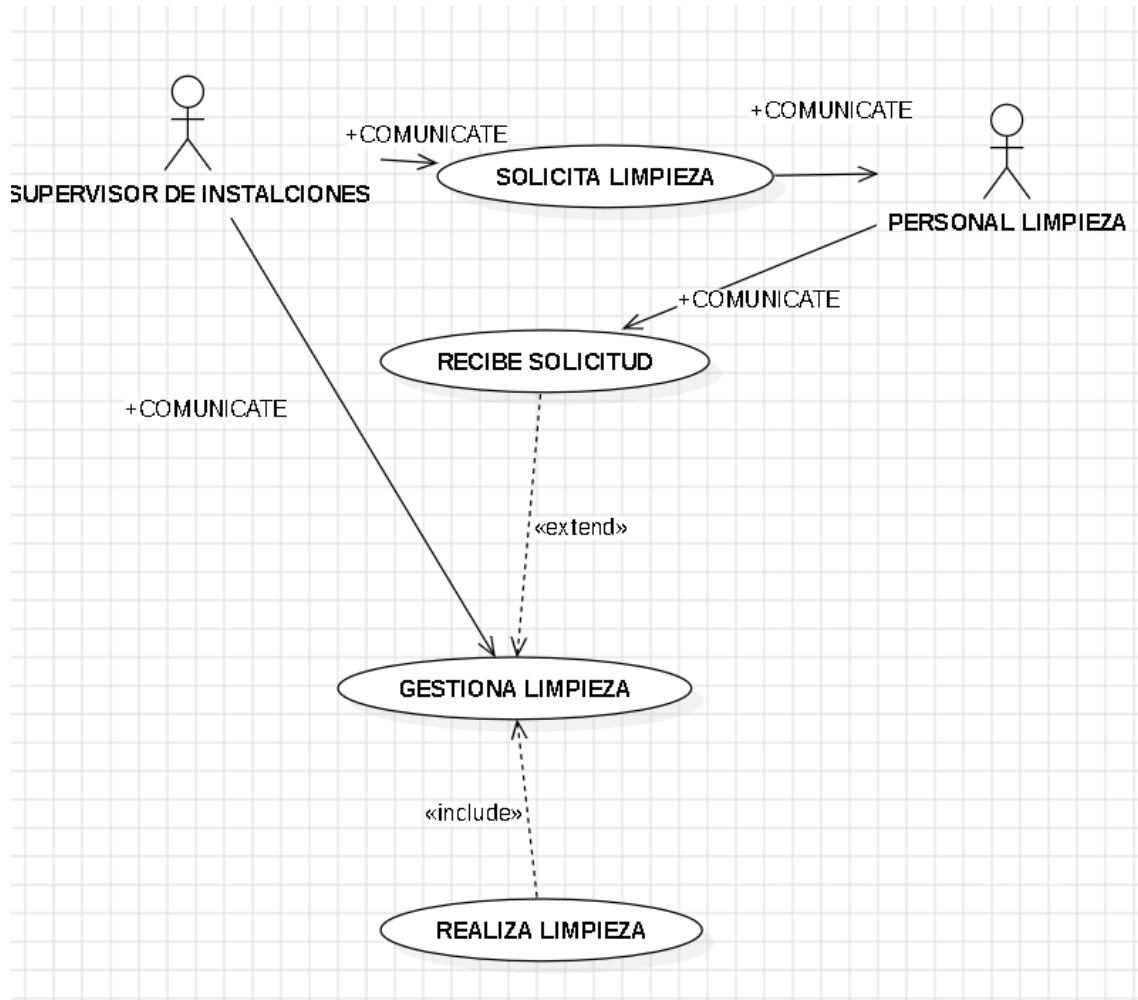 +COMUNICATE
+COMUNICATE
SOLICITA LIMPIEZA
SUPERVISOR DE INSTALCIONES
PERSONAL LIMPIEZA
+COMUNICATE
RECIBE SOLICITUD
+COMUNICATE
«extend»
GESTIONA LIMPIEZA
«include»
REALIZA LIMPIEZA